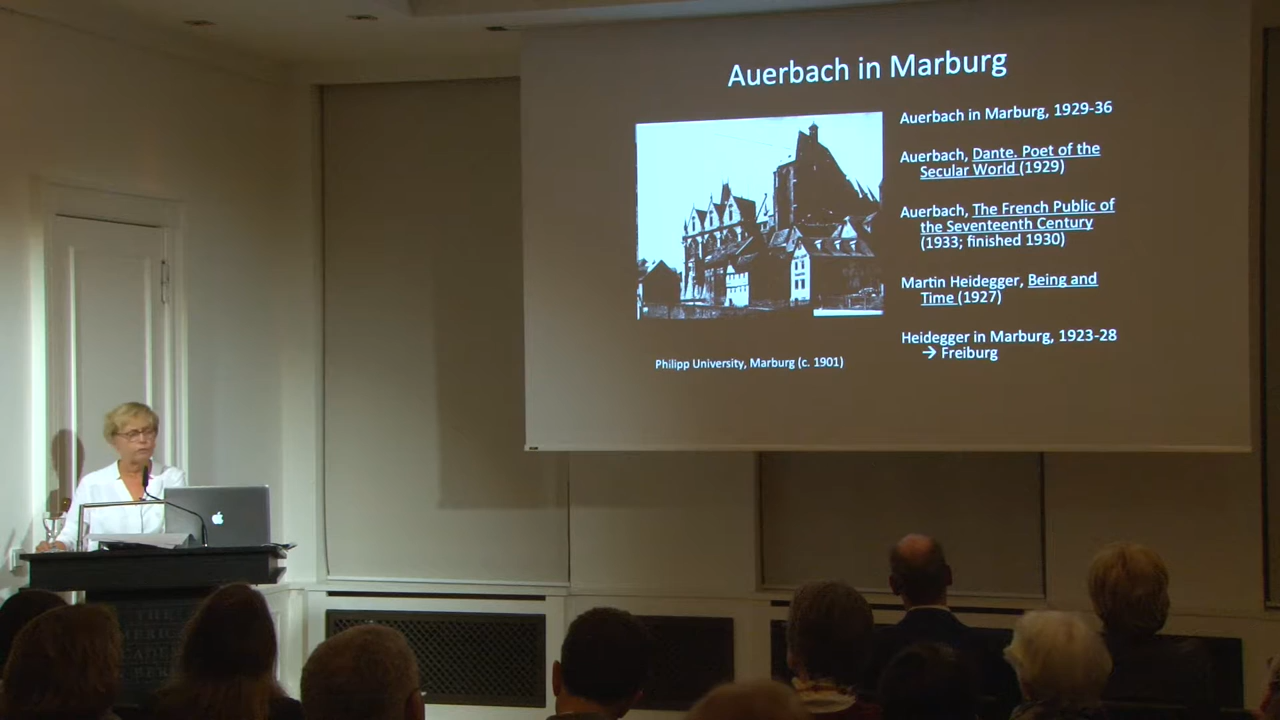 Auerbach in Marburg
Auerbach in Marburg, 1929-36
Auerbach, Dante. Poet of the
Secular World (1929)
Auerbach, The French Public of
the Seventeenth Century
(1933; finished 1930)
Martin Heidegger, Being and
Time (1927)
Heidegger in Marburg, 1923-28
→ Freiburg
Philipp University, Marburg (c. 1901)
THE